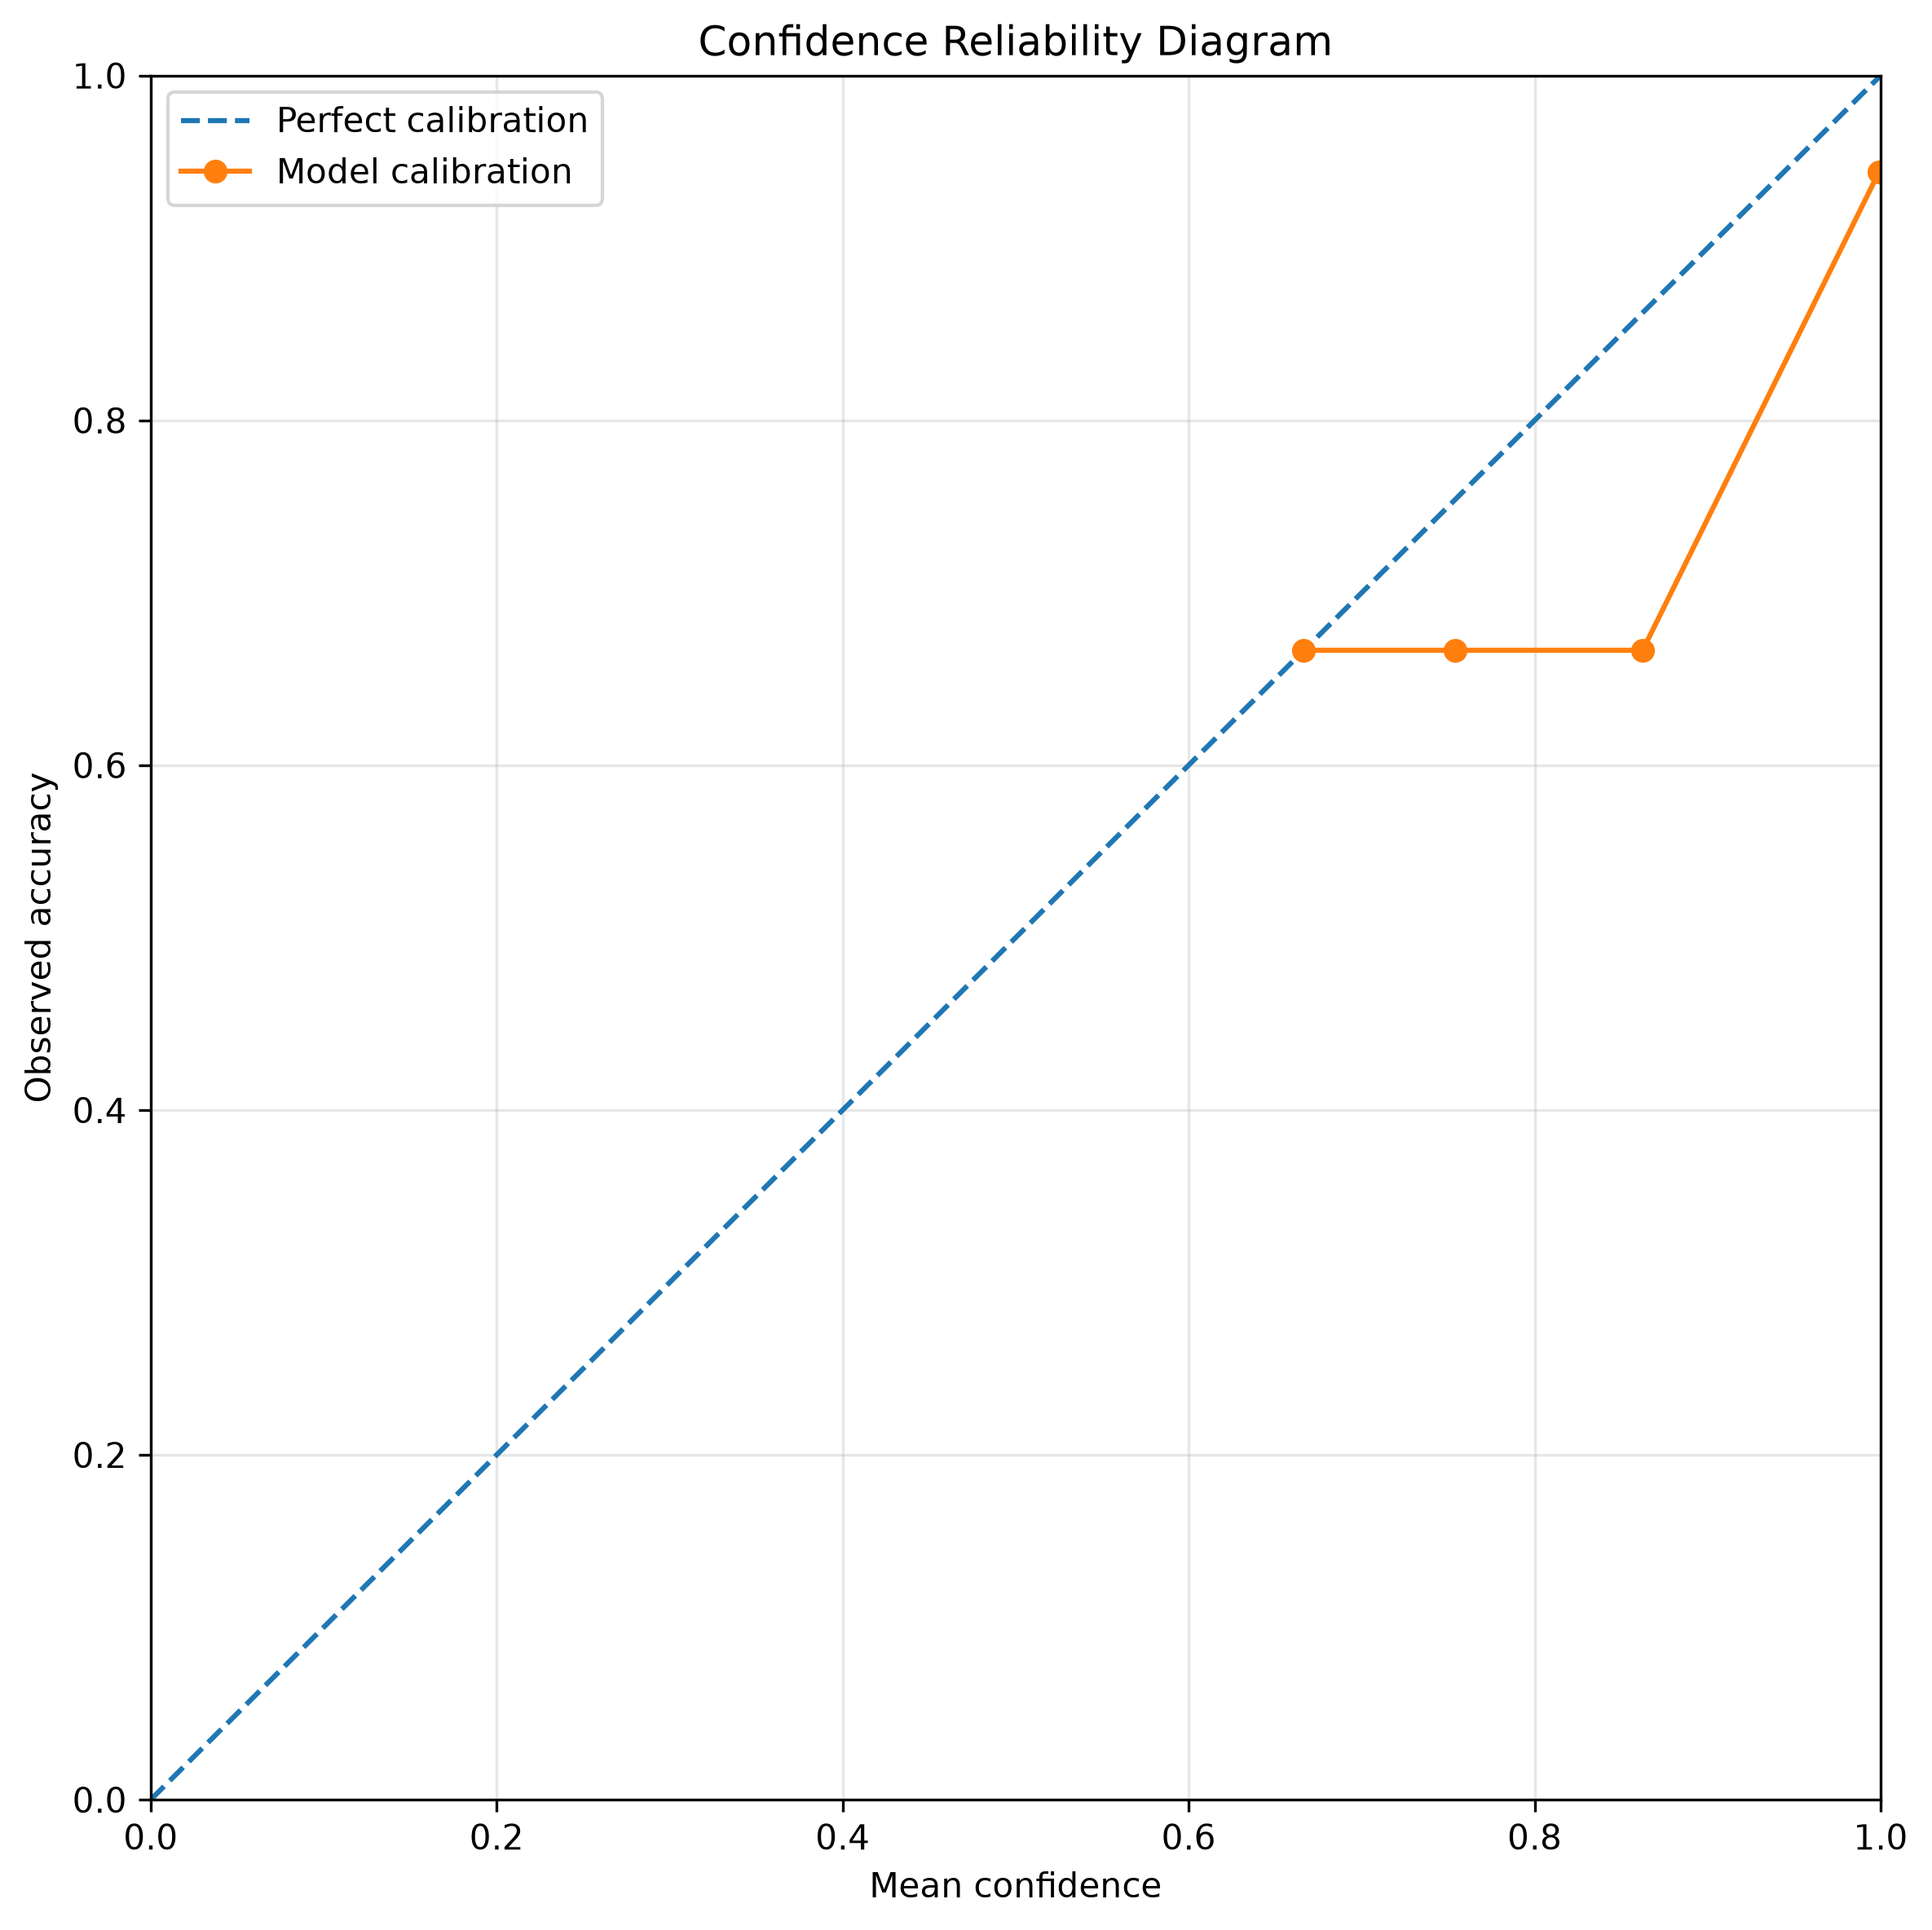 Confidence Reliability Diagram
Perfect calibration
Model calibration
1.0
0.8
0.6
0.4
0.2
0.0
Observed accuracy
0.0 0.2 0.4 0.6 0.8 1.0
Mean confidence